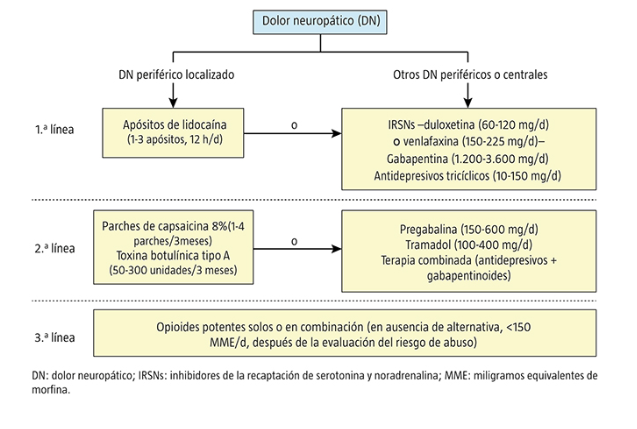 Dolor neuropático (DN)
DN periférico localizado
Otros DN periféricos o centrales
1.ª línea
Apósitos de lidocaína
(1-3 apósitos, 12 h/d)
o
IRSNs –duloxetina (60-120 mg/d)
o venlafaxina (150-225 mg/d)–
Gabapentina (1.200-3.600 mg/d)
Antidepresivos tricíclicos (10-150 mg/d)
2.ª línea
Parches de capsaicina 8%(1-4
parches/3meses)
Toxina botulínica tipo A
(50-300 unidades/3 meses)
o
Pregabalina (150-600 mg/d)
Tramadol (100-400 mg/d)
Terapia combinada (antidepresivos +
gabapentinoides)
3.ª línea
Opioides potentes solos o en combinación (en ausencia de alternativa, <150
MME/d, después de la evaluación del riesgo de abuso)
DN: dolor neuropático; IRSNs: inhibidores de la recaptación de serotonina y noradrenalina; MME: miligramos equivalentes de
morfina.